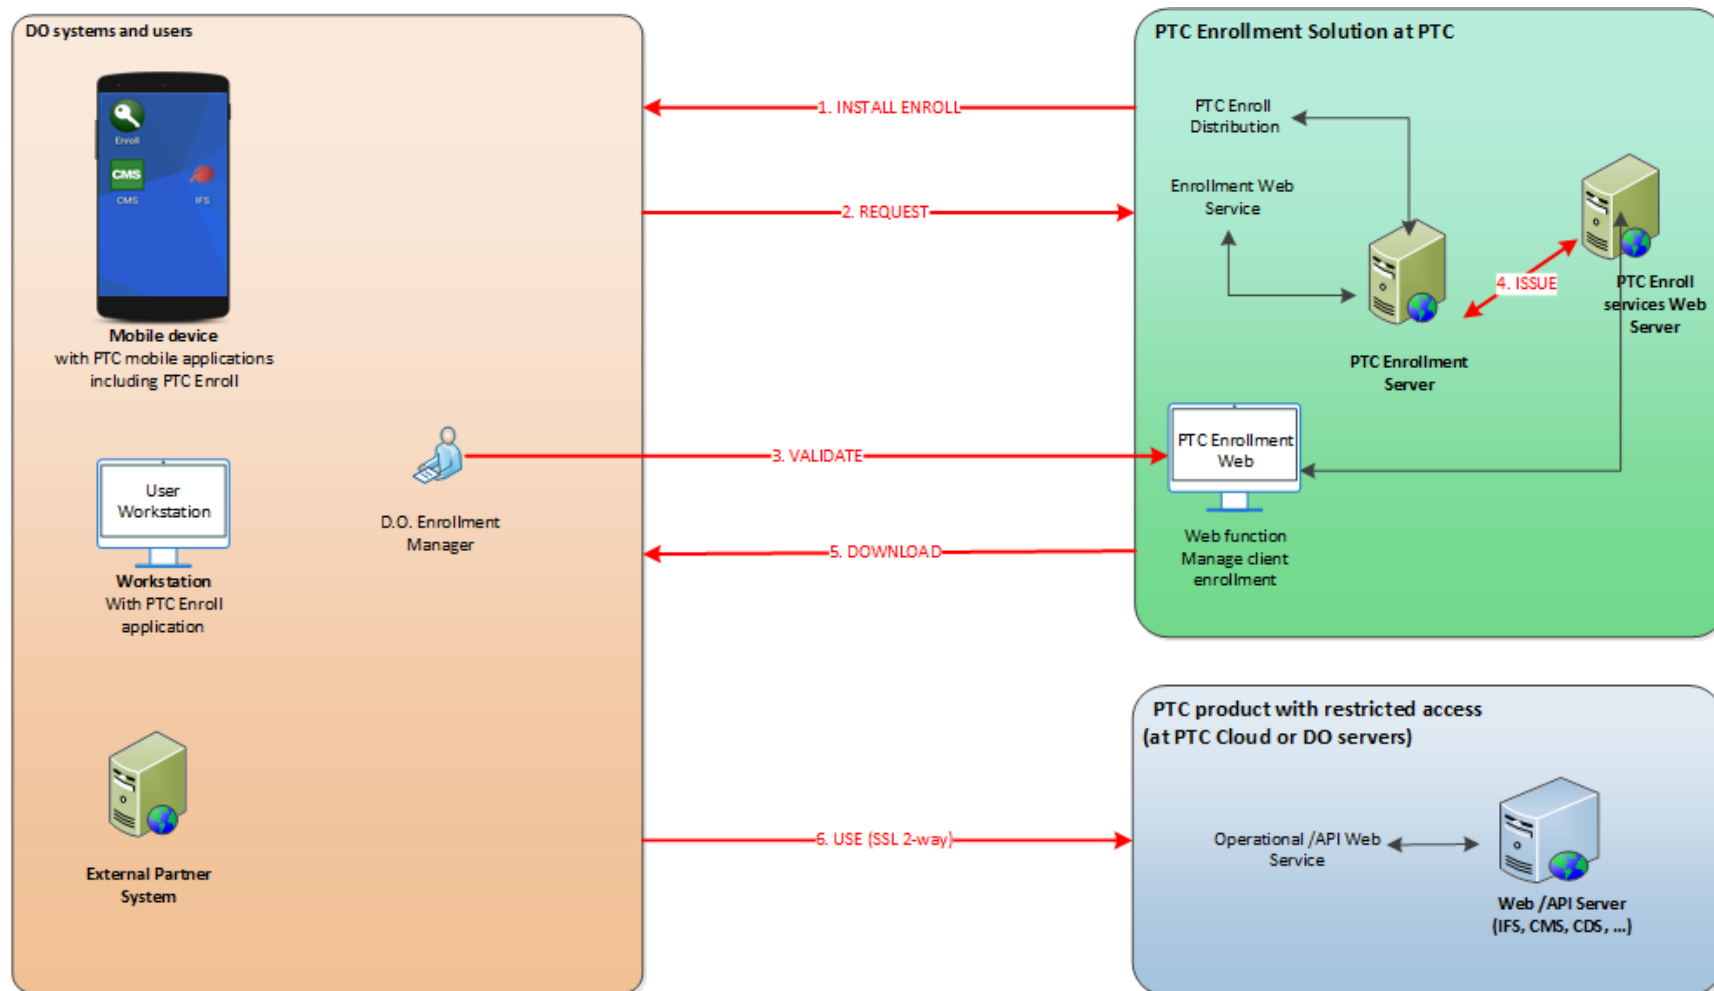 DO systems and users
Enroll
CMS
CMS
IFS
Mobile device
with PTC mobile applications
including PTC Enroll
User
Workstation
Workstation
With PTC Enroll
application
D.O. Enrollment
Manager
External Partner
System
1. INSTALL ENROLL
2. REQUEST
3. VALIDATE
5. DOWNLOAD
6. USE (SSL 2-way)
PTC Enrollment Solution at PTC
PTC Enroll
Distribution
Enrollment Web
Service
4. ISSUE
PTC Enroll
services Web
Server
PTC Enrollment
Server
PTC Enrollment
Web
Web function
Manage client
enrollment
PTC product with restricted access
(at PTC Cloud or DO servers)
Operational /API Web
Service
Web /API Server
(IFS, CMS, CDS, ...)